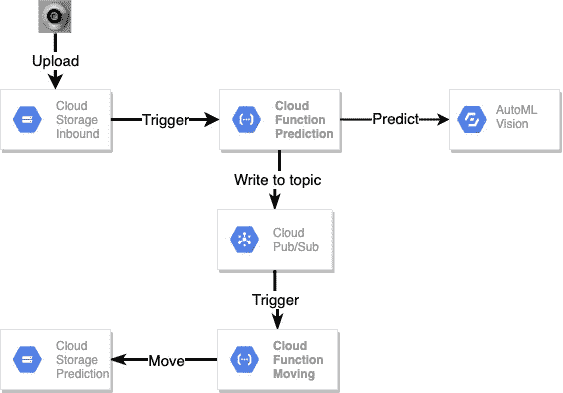 Upload
Cloud
Storage
Inbound
Trigger
Cloud
Function
Prediction
Predict
AutoML
Vision
Write to topic
Cloud
Pub/Sub
Trigger
Cloud
Storage
Prediction
Move
Cloud
Function
Moving